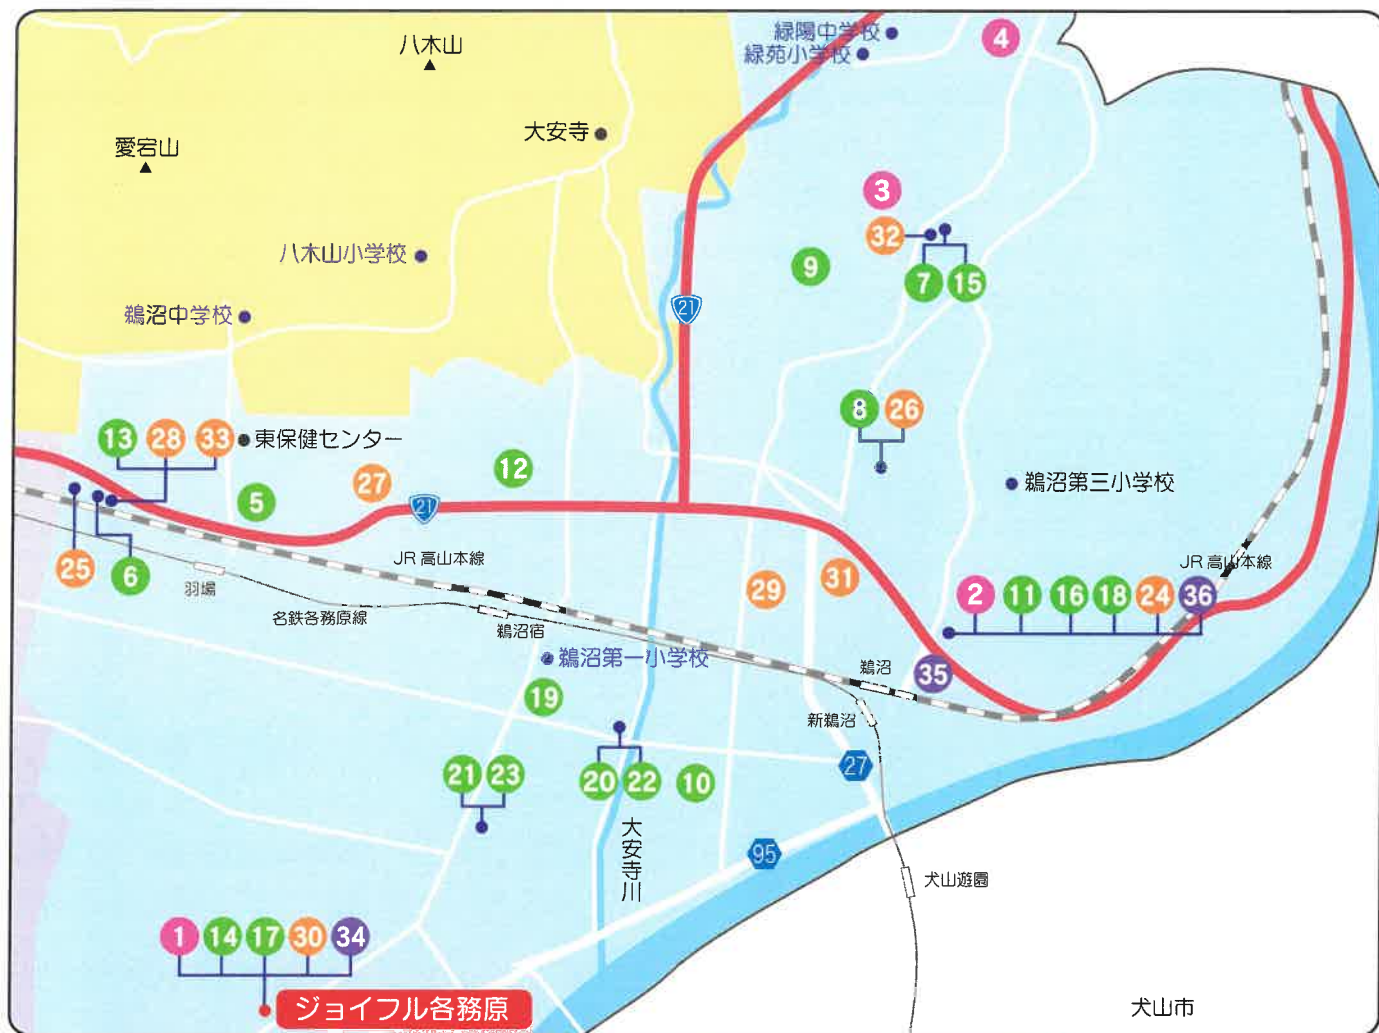 緑陽中学校
緑苑小学校
4
八木山
大安寺
愛宕山
3
32
7 15
9
八木山小学校
鵜沼中学校
21
8 26
13 28 33
東保健センター
12
27
5
21
鵜沼第三小学校
25
6
羽場
JR 高山本線
JR 高山本線
29
31
2 11 16 18 24 36
名鉄各務原線
鵜沼宿
鵜沼第一小学校
鵜沼
35
19
新鵜沼
21 23
20 22
10
27
大安寺川
95
犬山遊園
1 14 17 30 34
ジョイフル各務原
犬山市